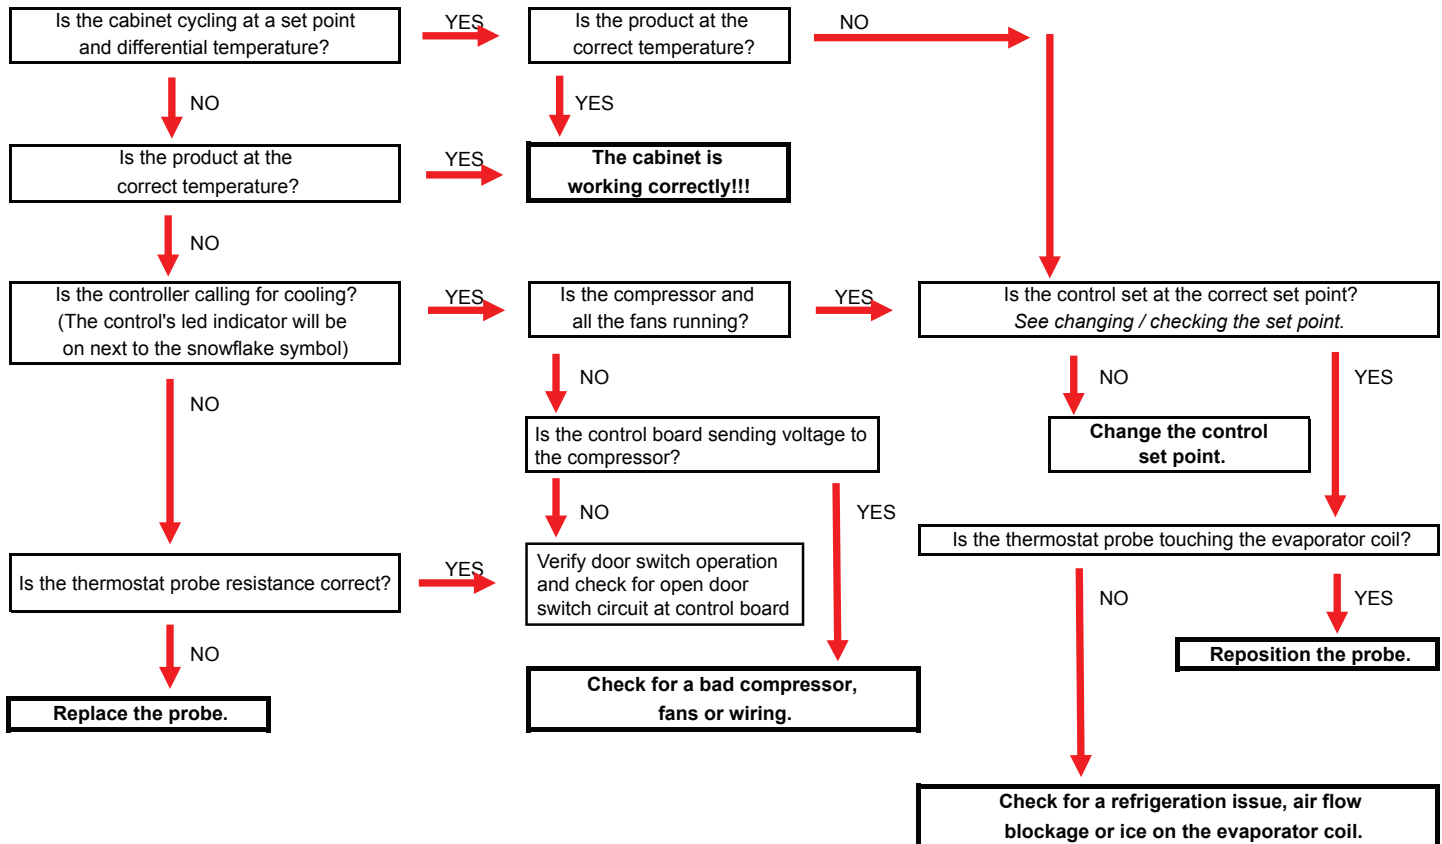 Is the cabinet cycling at a set point
and differential temperature?
YES
Is the product at the
correct temperature?
NO
NO
YES
Is the product at the
correct temperature?
YES
The cabinet is
working correctly!!!
NO
Is the controller calling for cooling?
(The control's led indicator will be
on next to the snowflake symbol)
YES
Is the compressor and
all the fans running?
YES
Is the control set at the correct set point?
See changing / checking the set point.
NO
NO
NO
YES
Is the control board sending voltage to
the compressor?
Change the control
set point.
NO
YES
Is the thermostat probe touching the evaporator coil?
Is the thermostat probe resistance correct?
YES
Verify door switch operation
and check for open door
switch circuit at control board
NO
YES
NO
Reposition the probe.
Replace the probe.
Check for a bad compressor,
fans or wiring.
Check for a refrigeration issue, air flow
blockage or ice on the evaporator coil.